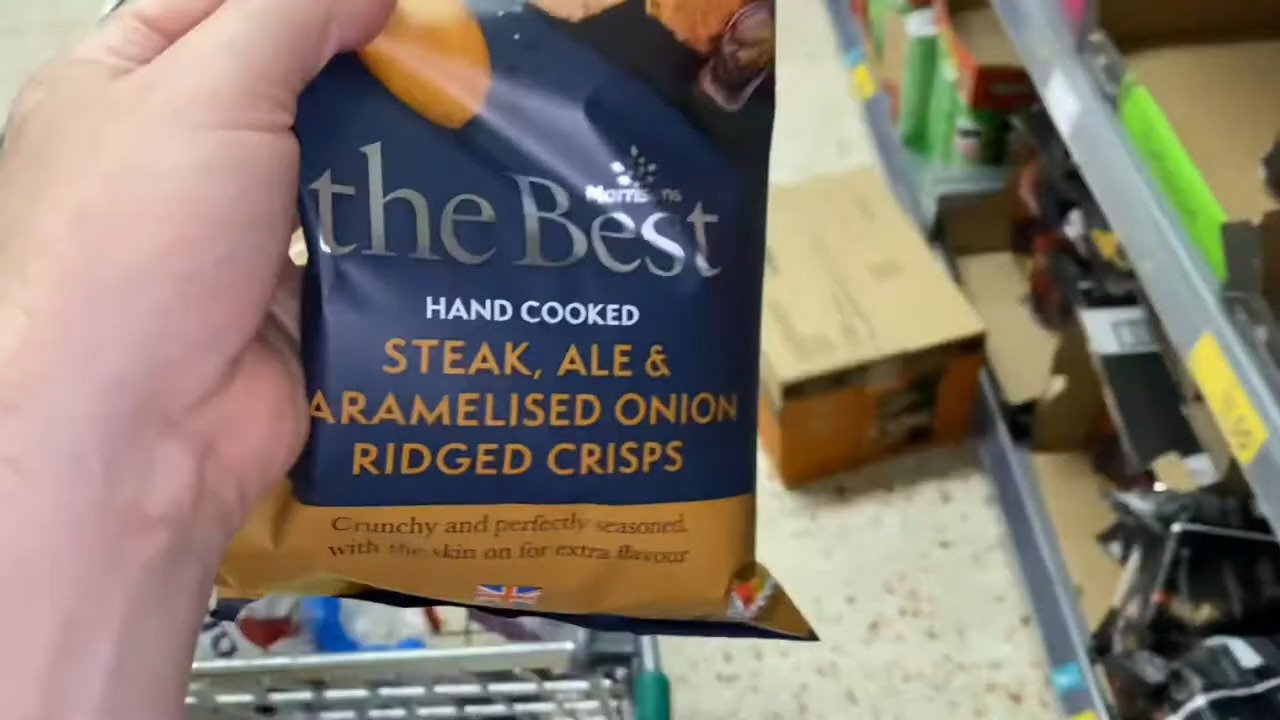 the Best
Morrisons
HAND COOKED
STEAK, ALE &
ARAMELISED ONION
RIDGED CRISPS
Crunchy and perfectly seasoned,
with the skin on for extra flavour